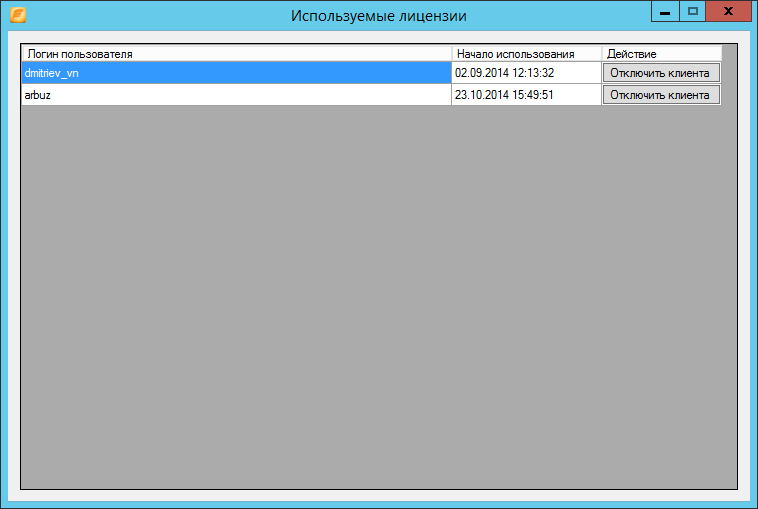 Используемые лицензии
Логин пользователя Начало использования Действие
dmitriev_vn 02.09.2014 12:13:32 Отключить клиента
arbuz 23.10.2014 15:49:51 Отключить клиента